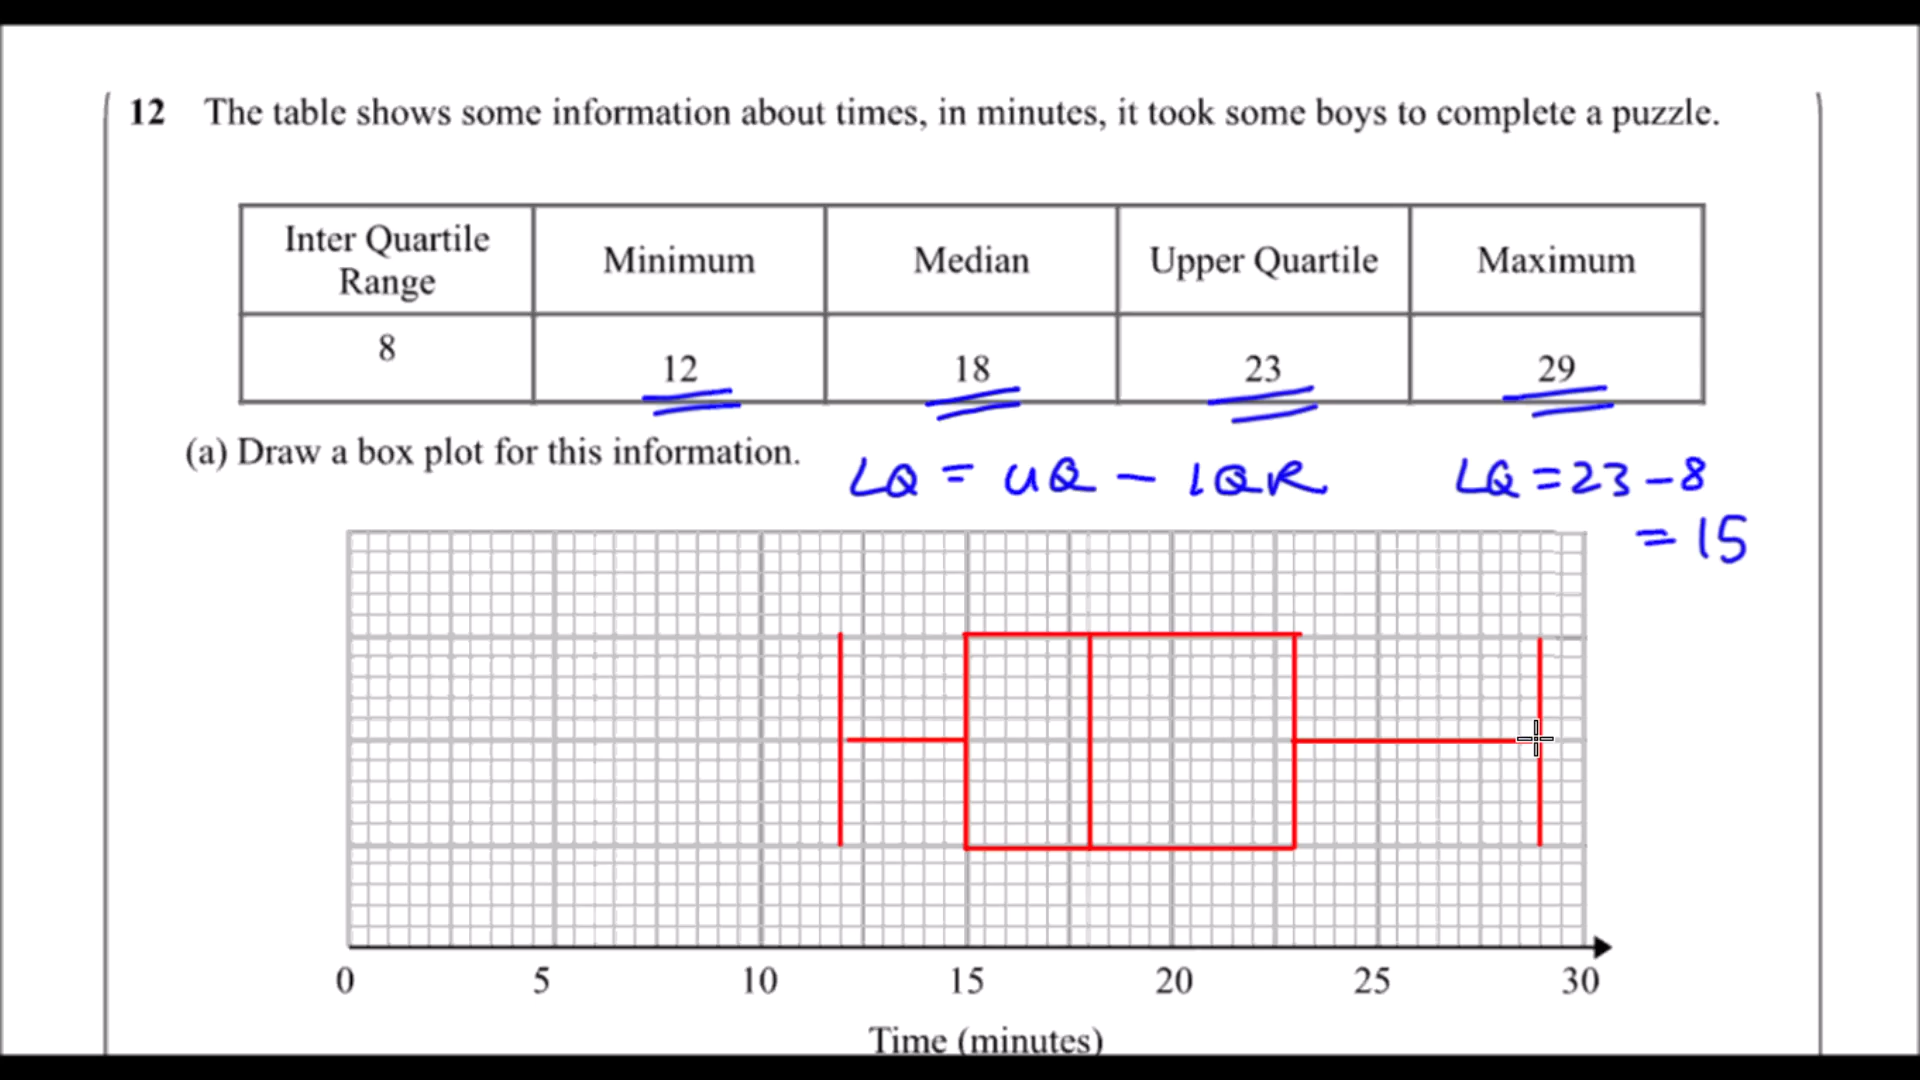 12 The table shows some information about times, in minutes, it took some boys to complete a puzzle.
Inter Quartile Range Minimum Median Upper Quartile Maximum
8 12 18 23 29
(a) Draw a box plot for this information.
LQ = UQ - IQR LQ = 23 - 8
= 15
0 5 10 15 20 25 30
Time (minutes)